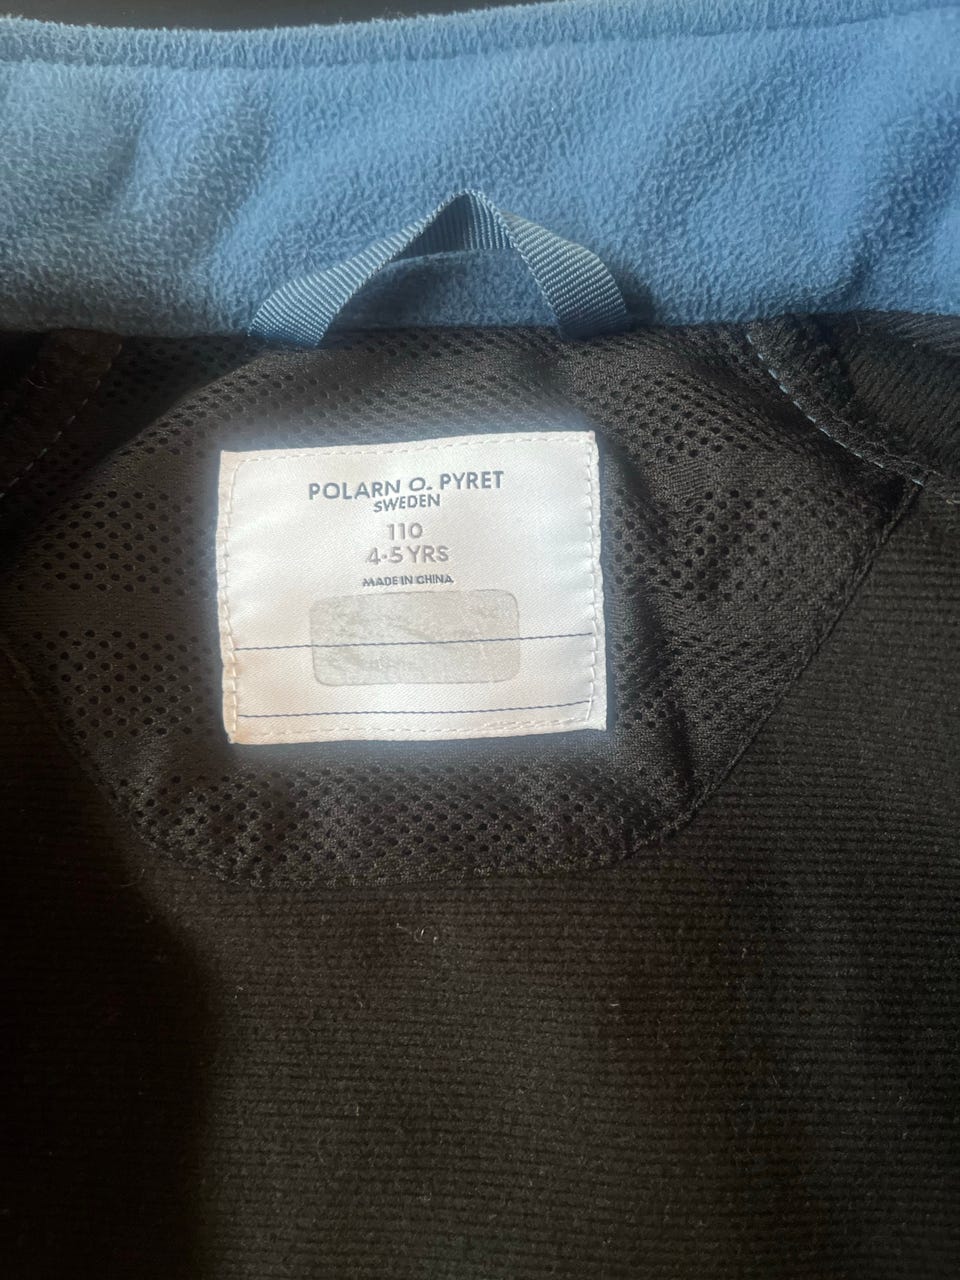 POLARN O. PYRET
SWEDEN
110
4-5 YRS
MADE IN CHINA